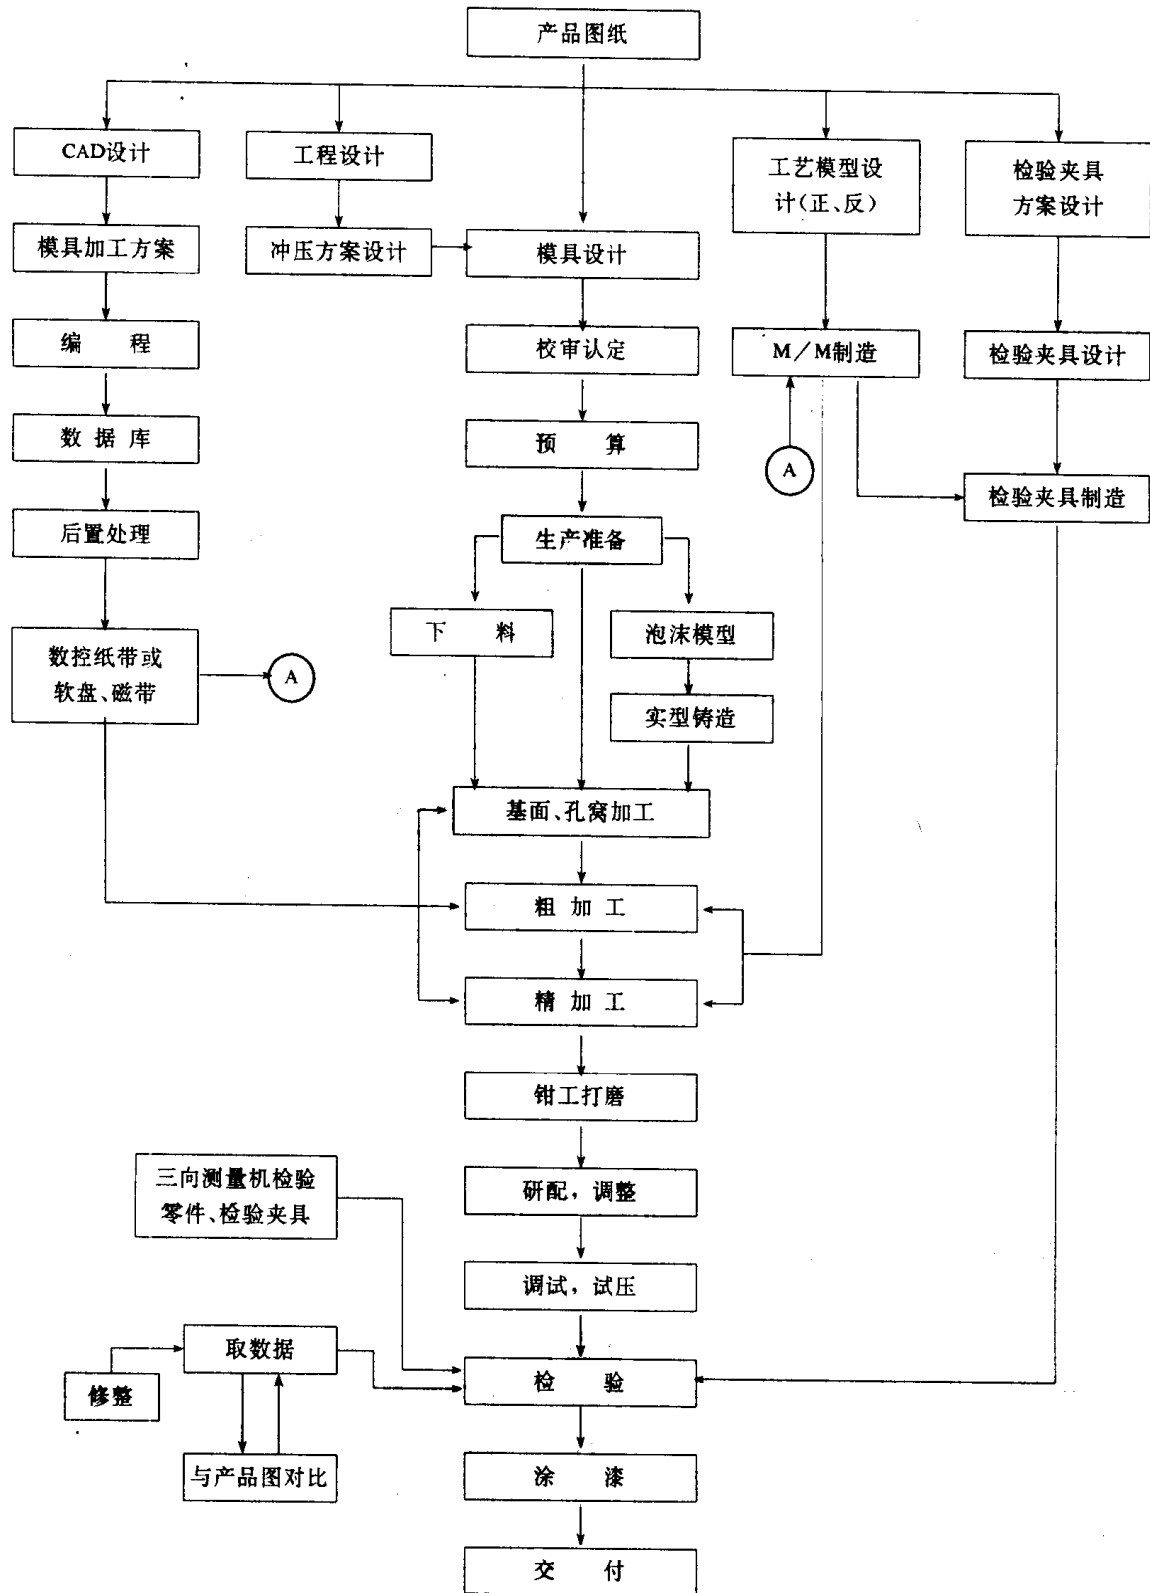 产品图纸
CAD设计
工程设计
工艺模型设
计(正、反)
检验夹具
方案设计
模具加工方案
冲压方案设计
模具设计
编 程
校审认定
M/M制造
检验夹具设计
数 据 库
预 算
A
检验夹具制造
后置处理
生产准备
下 料
泡沫模型
数控纸带或
软盘、磁带
A
实型铸造
基面、孔窝加工
粗 加 工
精 加 工
钳工打磨
三向测量机检验
零件、检验夹具
研配，调整
调试，试压
取数据
修整
检 验
与产品图对比
涂 漆
交 付